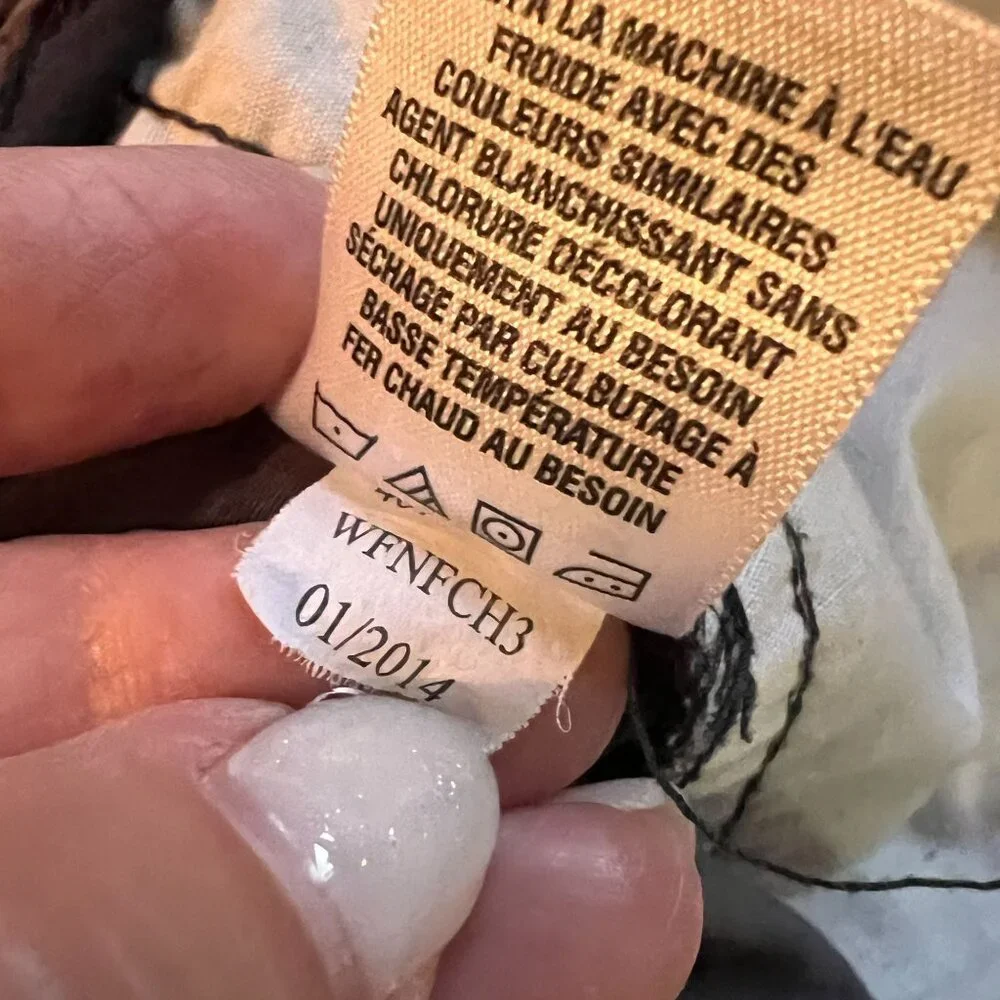 LA MACHINE À L'EAU
FROIDE AVEC DES
COULEURS SIMILAIRES
AGENT BLANCHISSANT SANS
CHLORURE DÉCOLORANT
UNIQUEMENT AU BESOIN
SÉCHAGE PAR CULBUTAGE À
BASSE TEMPÉRATURE
FER CHAUD AU BESOIN
WFNFCH3
01/2014